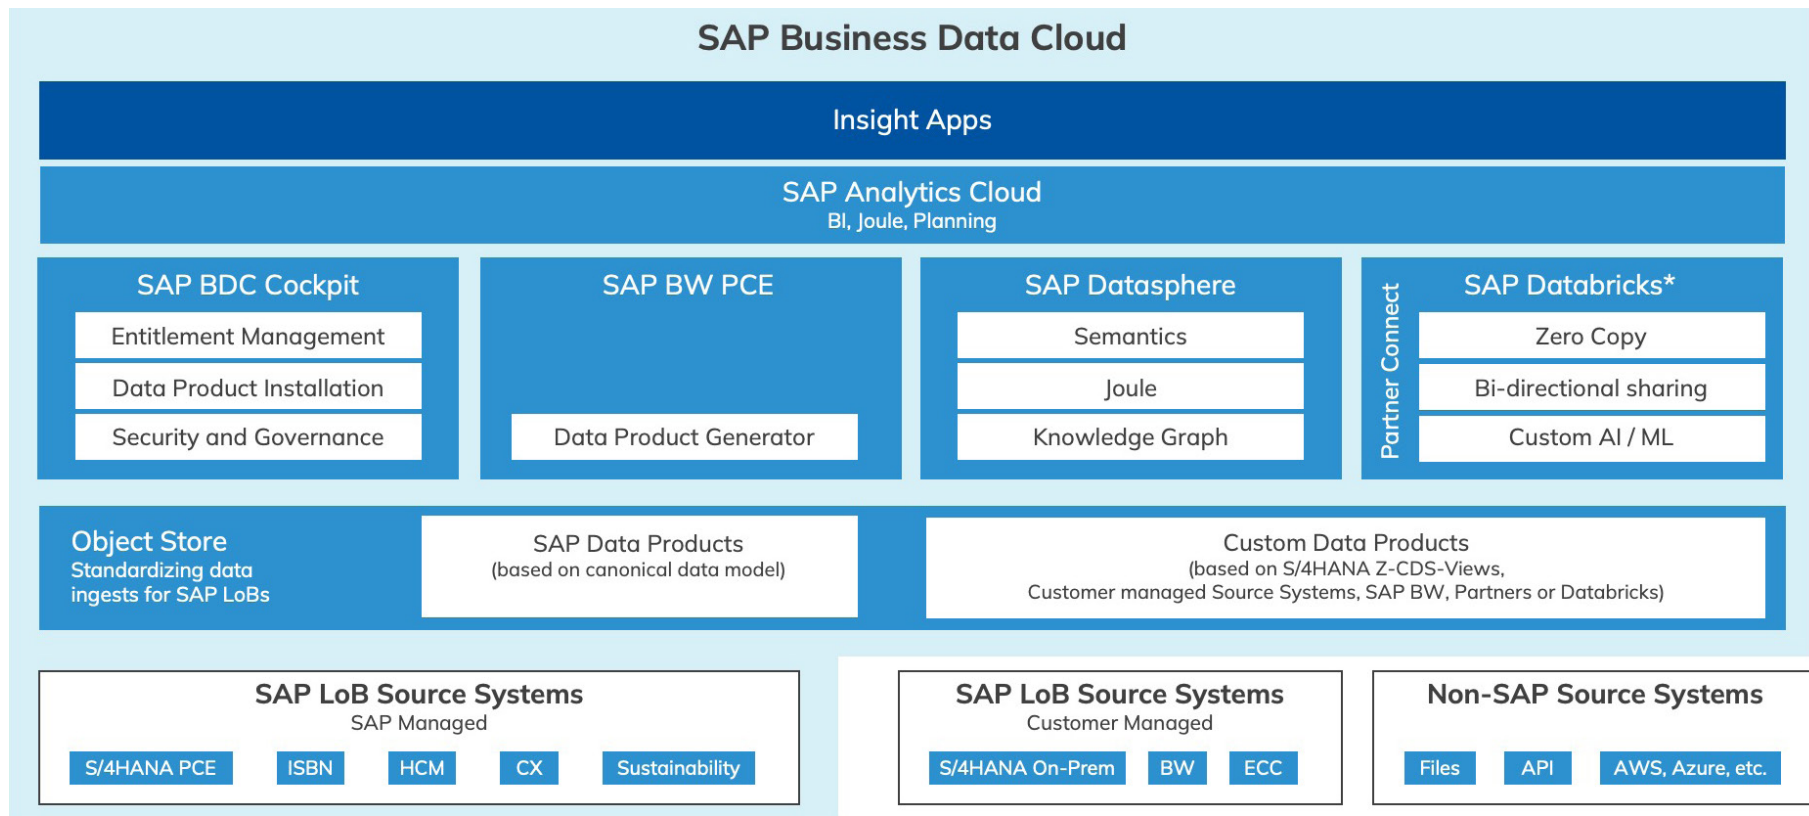 SAP Business Data Cloud
Insight Apps
SAP Analytics Cloud
BI, Joule, Planning
SAP BDC Cockpit
Entitlement Management
Data Product Installation
Security and Governance
SAP BW PCE
Data Product Generator
SAP Datasphere
Semantics
Joule
Knowledge Graph
Partner Connect
SAP Databricks*
Zero Copy
Bi-directional sharing
Custom AI / ML
Object Store
Standardizing data
ingests for SAP LoBs
SAP Data Products
(based on canonical data model)
Custom Data Products
(based on S/4HANA Z-CDS-Views,
Customer managed Source Systems, SAP BW, Partners or Databricks)
SAP LoB Source Systems
SAP Managed
S/4HANA PCE
ISBN
HCM
CX
Sustainability
SAP LoB Source Systems
Customer Managed
S/4HANA On-Prem
BW
ECC
Non-SAP Source Systems
Files
API
AWS, Azure, etc.